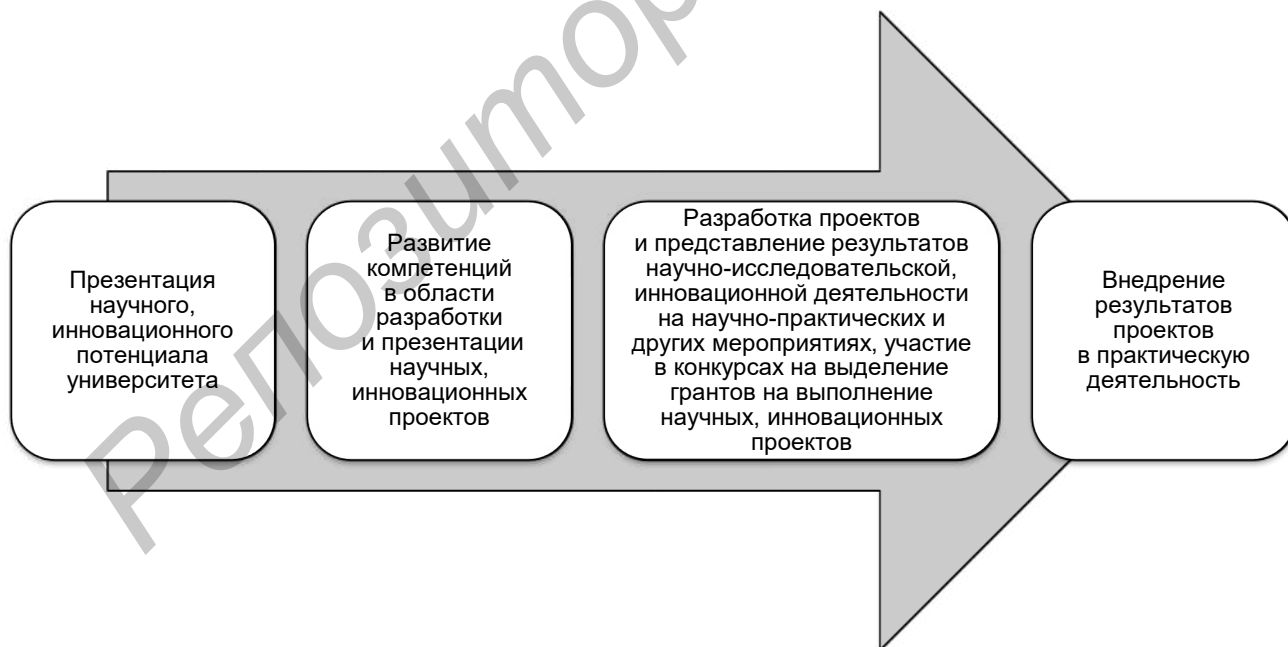 Презентация
научного,
инновационного
потенциала
университета
Развитие
компетенций
в области
разработки
и презентации
научных,
инновационных
проектов
Разработка проектов
и представление результатов
научно-исследовательской,
инновационной деятельности
на научно-практических и
других мероприятиях, участие
в конкурсах на выделение
грантов на выполнение
научных, инновационных
проектов
Внедрение
результатов
проектов
в практическую
деятельность